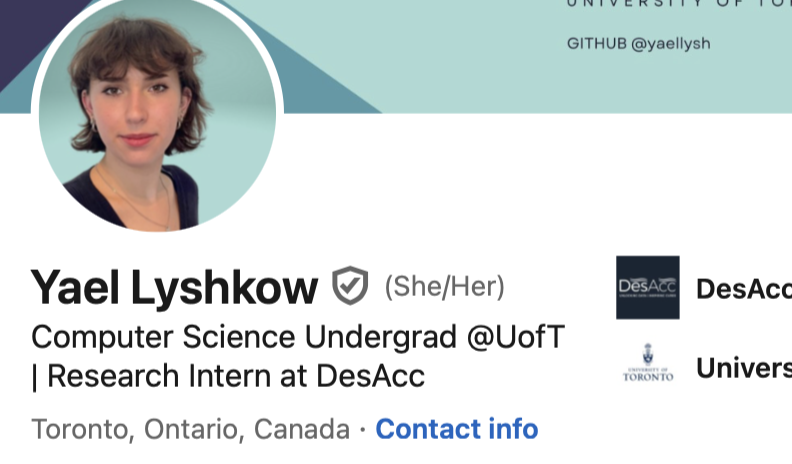 UNIVERSITY OF TO
GITHUB @yaellysh
Yael Lyshkow (She/Her)
Computer Science Undergrad @UofT
| Research Intern at DesAcc
Toronto, Ontario, Canada · Contact info
DesAcc
DesAcc
UNIVERSITY OF
TORONTO
Univers